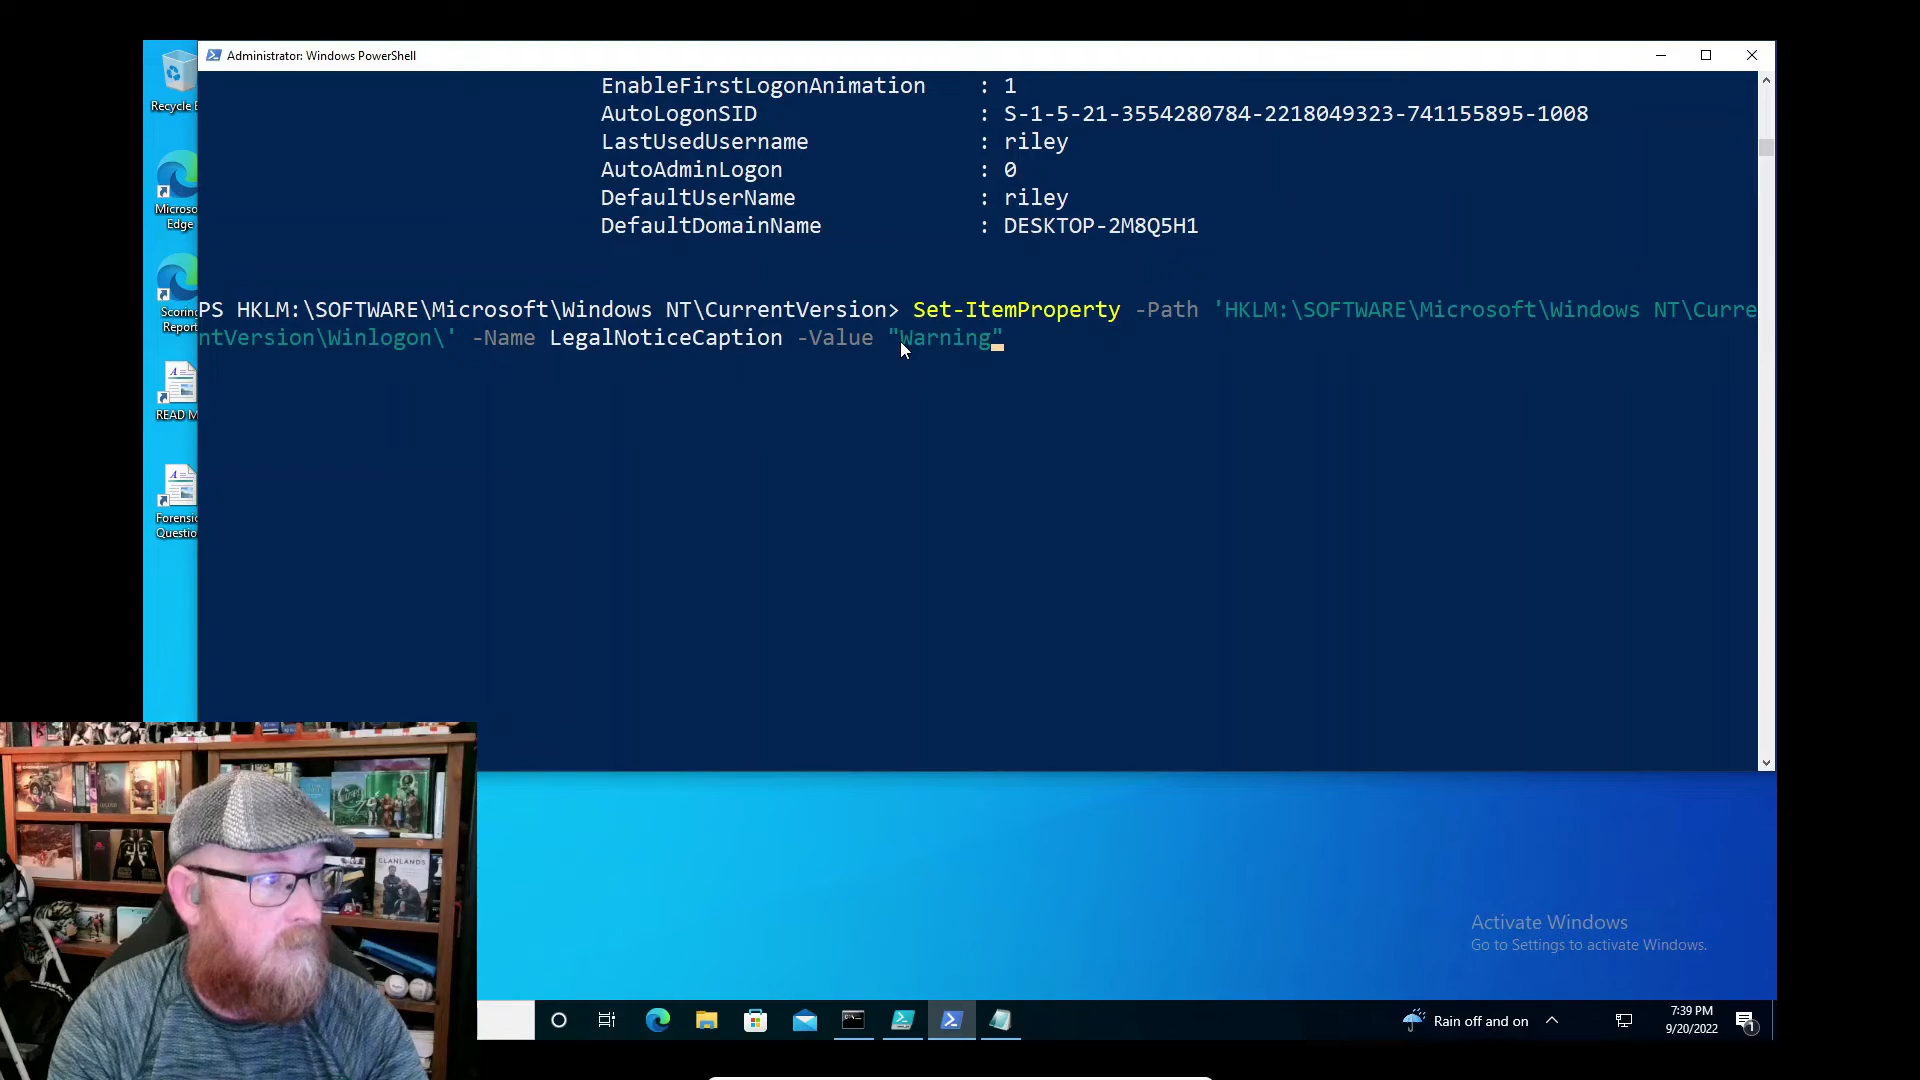 Administrator: Windows PowerShell
EnableFirstLogonAnimation : 1
AutoLogonSID : S-1-5-21-3554280784-2218049323-741155895-1008
LastUsedUsername : riley
AutoAdminLogon : 0
DefaultUserName : riley
DefaultDomainName : DESKTOP-2M8Q5H1
PS HKLM:\SOFTWARE\Microsoft\Windows NT\CurrentVersion> Set-ItemProperty -Path 'HKLM:\SOFTWARE\Microsoft\Windows NT\Curre
ntVersion\Winlogon\' -Name LegalNoticeCaption -Value "Warning"
Recycle B
Microso
Edge
Scorin
Report
READ M
Forensi
Questio
CLANLANDS
Activate Windows
Go to Settings to activate Windows.
Rain off and on
7:39 PM
9/20/2022
1